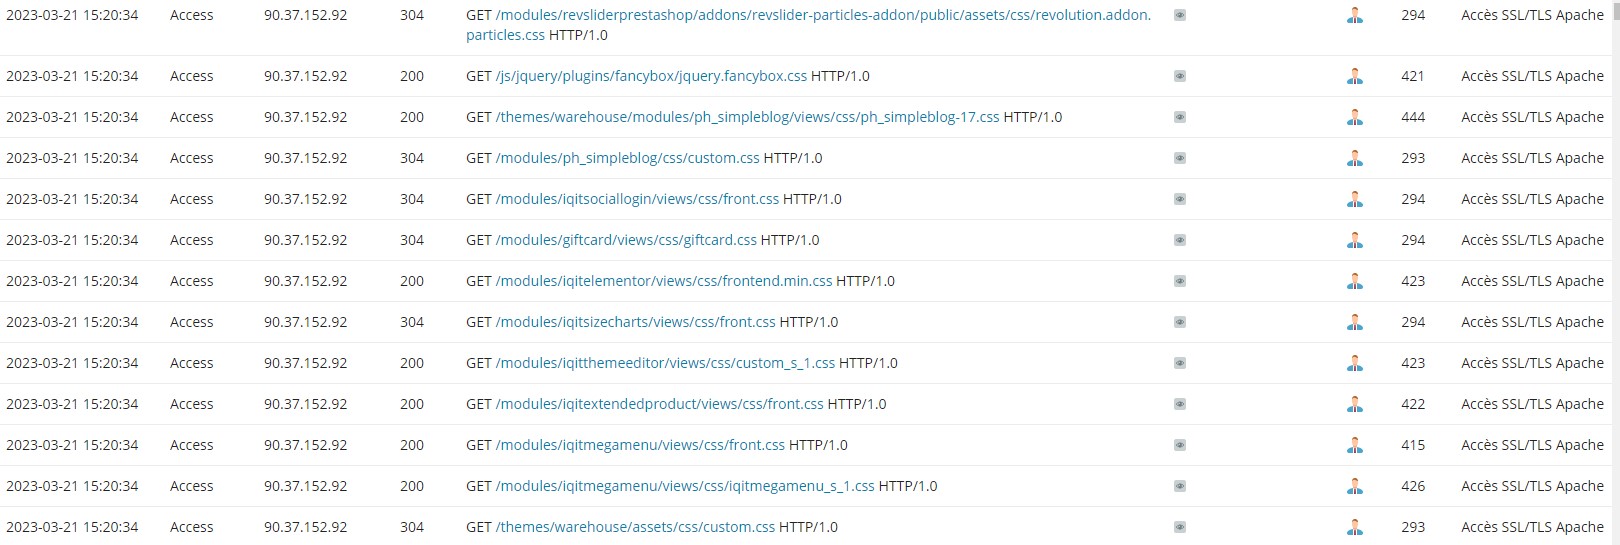 2023-03-21 15:20:34 Access 90.37.152.92 304 GET /modules/revsliderprestashop/addons/revslider-particles-addon/public/assets/css/revolution.addon. 294 Accès SSL/TLS Apache
particles.css HTTP/1.0
2023-03-21 15:20:34 Access 90.37.152.92 200 GET /js/jquery/plugins/fancybox/jquery.fancybox.css HTTP/1.0 421 Accès SSL/TLS Apache
2023-03-21 15:20:34 Access 90.37.152.92 200 GET /themes/warehouse/modules/ph_simpleblog/views/css/ph_simpleblog-17.css HTTP/1.0 444 Accès SSL/TLS Apache
2023-03-21 15:20:34 Access 90.37.152.92 304 GET /modules/ph_simpleblog/css/custom.css HTTP/1.0 293 Accès SSL/TLS Apache
2023-03-21 15:20:34 Access 90.37.152.92 304 GET /modules/iqitsociallogin/views/css/front.css HTTP/1.0 294 Accès SSL/TLS Apache
2023-03-21 15:20:34 Access 90.37.152.92 304 GET /modules/giftcard/views/css/giftcard.css HTTP/1.0 294 Accès SSL/TLS Apache
2023-03-21 15:20:34 Access 90.37.152.92 200 GET /modules/iqitelementor/views/css/frontend.min.css HTTP/1.0 423 Accès SSL/TLS Apache
2023-03-21 15:20:34 Access 90.37.152.92 304 GET /modules/iqitsizecharts/views/css/front.css HTTP/1.0 294 Accès SSL/TLS Apache
2023-03-21 15:20:34 Access 90.37.152.92 200 GET /modules/iqitthemeeditor/views/css/custom_s_1.css HTTP/1.0 423 Accès SSL/TLS Apache
2023-03-21 15:20:34 Access 90.37.152.92 200 GET /modules/iqitextendedproduct/views/css/front.css HTTP/1.0 422 Accès SSL/TLS Apache
2023-03-21 15:20:34 Access 90.37.152.92 200 GET /modules/iqitmegamenu/views/css/front.css HTTP/1.0 415 Accès SSL/TLS Apache
2023-03-21 15:20:34 Access 90.37.152.92 200 GET /modules/iqitmegamenu/views/css/iqitmegamenu_s_1.css HTTP/1.0 426 Accès SSL/TLS Apache
2023-03-21 15:20:34 Access 90.37.152.92 304 GET /themes/warehouse/assets/css/custom.css HTTP/1.0 293 Accès SSL/TLS Apache